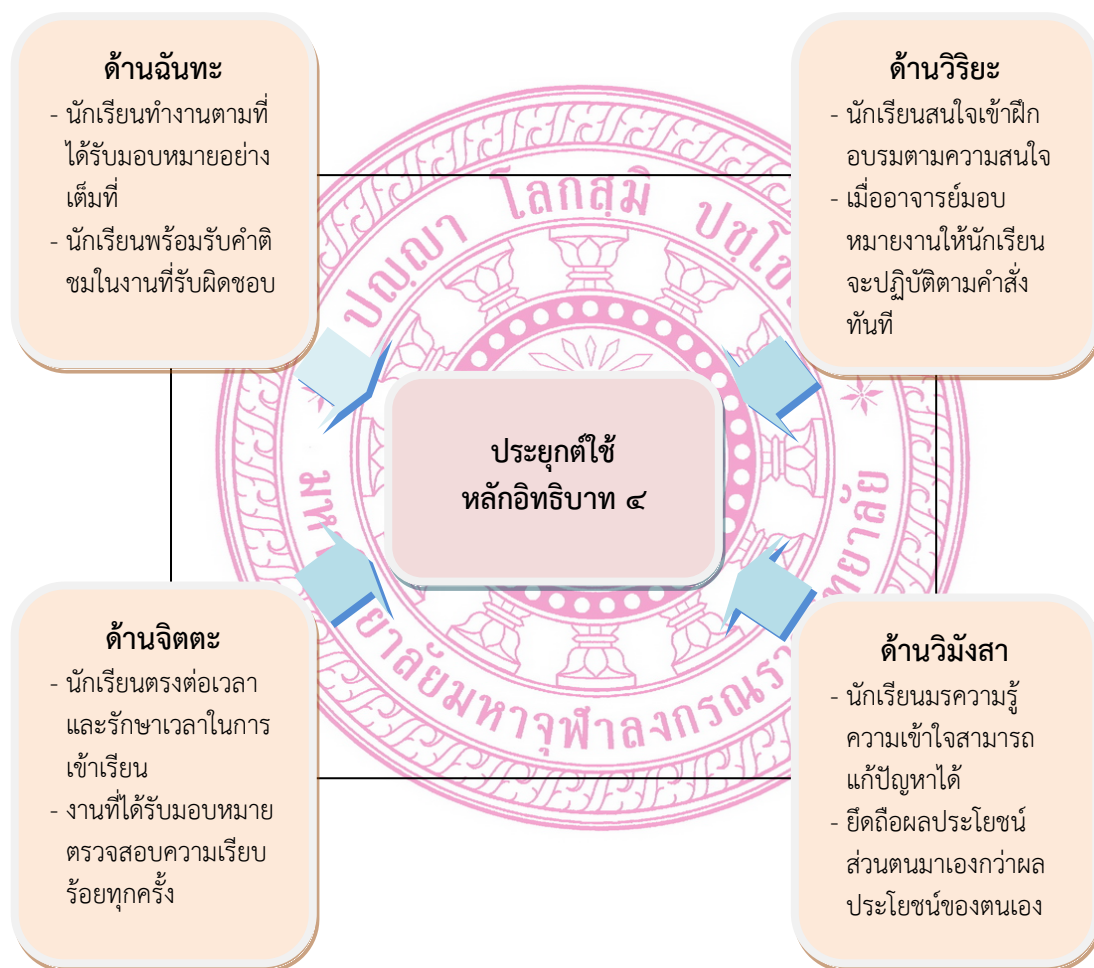 ด้านฉันทะ
- นักเรียนทำงานตามที่
ได้รับมอบหมายอย่าง
เต็มที่
- นักเรียนพร้อมรับคำติ
ชมในงานที่รับผิดชอบ
ด้านวิริยะ
- นักเรียนสนใจเข้าฝึก
อบรมตามความสนใจ
- เมื่ออาจารย์มอบ
หมายงานให้นักเรียน
จะปฏิบัติตามคำสั่ง
ทันที
ปญฺญา โลกสฺมิ
ประยุกต์ใช้
หลักอิทธิบาท ๔
ด้านจิตตะ
- นักเรียนตรงต่อเวลา
และรักษาเวลาในการ
เข้าเรียน
- งานที่ได้รับมอบหมาย
ตรวจสอบความเรียบ
ร้อยทุกครั้ง
ด้านวิมังสา
- นักเรียนมรความรู้
ความเข้าใจสามารถ
แก้ปัญหาได้
- ยึดถือผลประโยชน์
ส่วนตนมาเองกว่าผล
ประโยชน์ของตนเอง